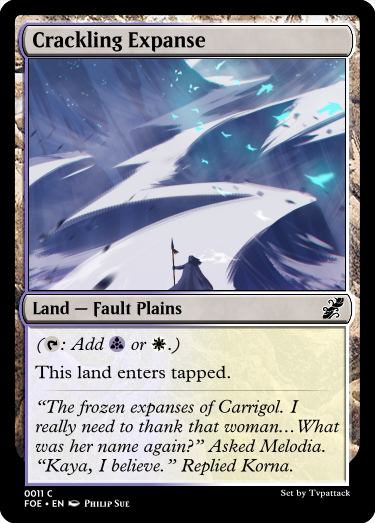 Crackling Expanse
Land — Fault Plains
(: Add or .)
This land enters tapped.
“The frozen expanses of Carrigol. I
really need to thank that woman…What
was her name again?” Asked Melodia.
“Kaya, I believe.” Replied Korna.
0011 C
FOE • EN Philip Sue
Set by Tvpattack